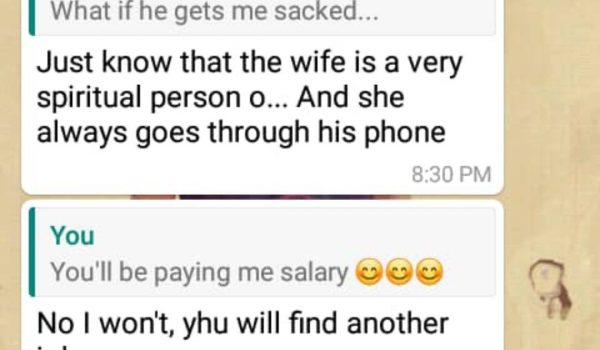 What if he gets me sacked...
Just know that the wife is a very
spiritual person o... And she
always goes through his phone
8:30 PM
You
You'll be paying me salary 😊😊😊
No I won't, yhu will find another